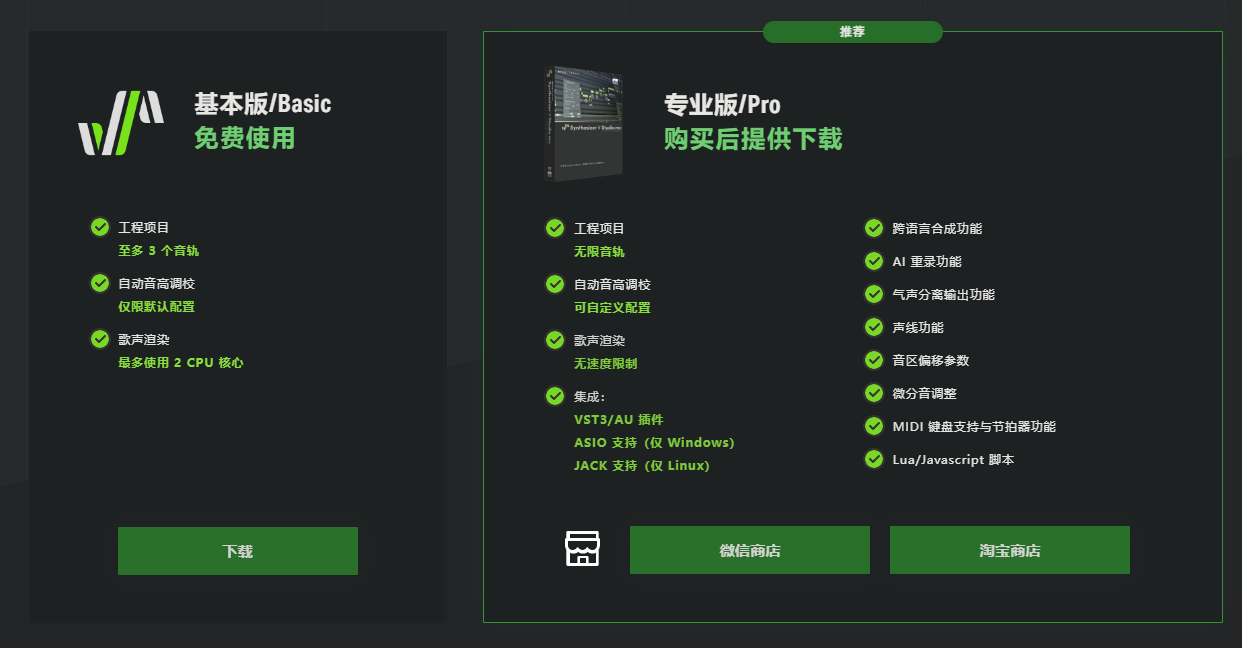 基本版/Basic
免费使用
工程项目
至多 3 个音轨
自动音高调校
仅限默认配置
歌声渲染
最多使用 2 CPU 核心
下载
推荐
Synthesizer V Studio Pro
专业版/Pro
购买后提供下载
工程项目
无限音轨
自动音高调校
可自定义配置
歌声渲染
无速度限制
集成：
VST3/AU 插件
ASIO 支持（仅 Windows）
JACK 支持（仅 Linux）
跨语言合成功能
AI 重录功能
气声分离输出功能
声线功能
音区偏移参数
微分音调整
MIDI 键盘支持与节拍器功能
Lua/Javascript 脚本
微信商店
淘宝商店